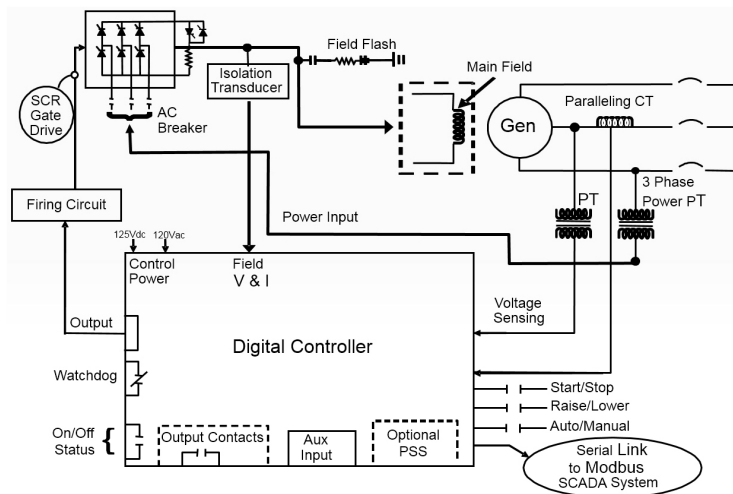 Field Flash
Isolation
Transducer
Main Field
Paralleling CT
SCR
Gate
Drive
AC
Breaker
Gen
Firing Circuit
Power Input
PT
3 Phase
Power PT
125Vdc
120Vac
Control
Power
Field
V & I
Voltage
Sensing
Output
Digital Controller
Watchdog
Start/Stop
Raise/Lower
Auto/Manual
On/Off
Status
Output Contacts
Aux
Input
Optional
PSS
Serial Link
to Modbus
SCADA System